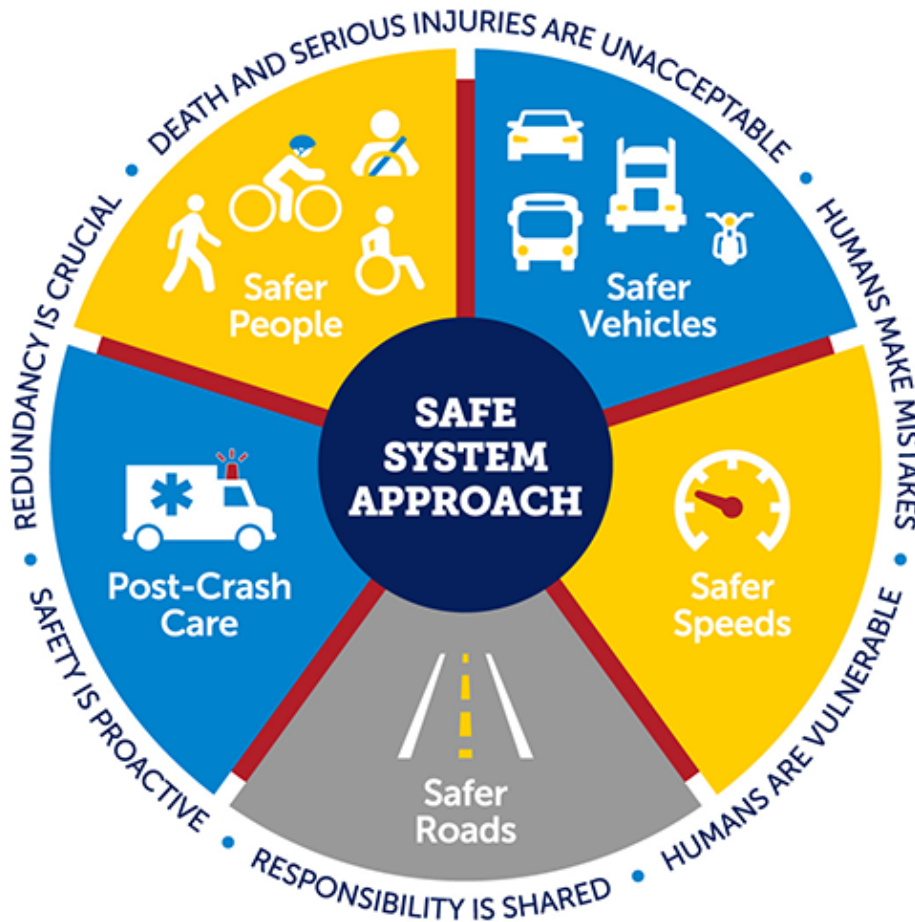 DEATH AND SERIOUS INJURIES ARE UNACCEPTABLE
HUMANS MAKE MISTAKES
HUMANS ARE VULNERABLE
RESPONSIBILITY IS SHARED
SAFETY IS PROACTIVE
REDUNDANCY IS CRUCIAL
Safer
People
Safer
Vehicles
SAFE
SYSTEM
APPROACH
Post-Crash
Care
Safer
Speeds
Safer
Roads